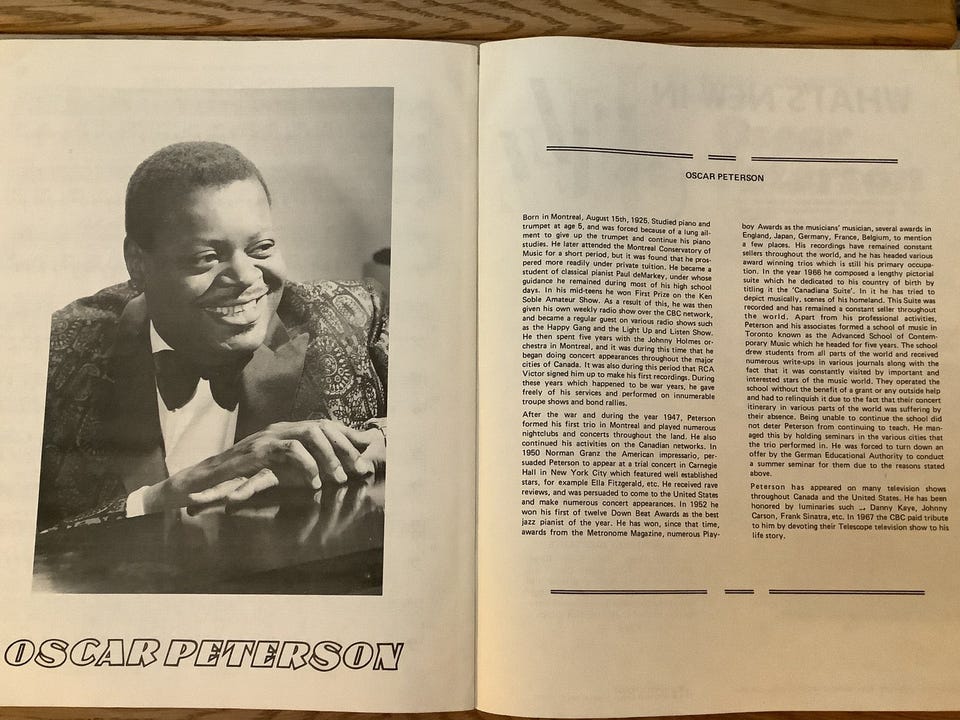 OSCAR PETERSON
OSCAR PETERSON
Born in Montreal, August 15th, 1925. Studied piano and
trumpet at age 5, and was forced because of a lung ail-
ment to give up the trumpet and continue his piano
studies. He later attended the Montreal Conservatory of
Music for a short period, but it was found that he pros-
pered more readily under private tuition. He became a
student of classical pianist Paul deMarkey, under whose
guidance he remained during most of his high school
days. In his mid-teens he won First Prize on the Ken
Soble Amateur Show. As a result of this, he was then
given his own weekly radio show over the CBC network,
and became a regular guest on various radio shows such
as the Happy Gang and the Light Up and Listen Show.
He then spent five years with the Johnny Holmes or-
chestra in Montreal, and it was during this time that he
began doing concert appearances throughout the major
cities of Canada. It was also during this period that RCA
Victor signed him up to make his first recordings. During
these years which happened to be war years, he gave
freely of his services and performed on innumerable
troupe shows and bond rallies.
After the war and during the year 1947, Peterson
formed his first trio in Montreal and played numerous
nightclubs and concerts throughout the land. He also
continued his activities on the Canadian networks. In
1950 Norman Granz the American impressario, per-
suaded Peterson to appear at a trial concert in Carnegie
Hall in New York City which featured well established
stars, for example Ella Fitzgerald, etc. He received rave
reviews, and was persuaded to come to the United States
and make numerous concert appearances. In 1952 he
won his first of twelve Down Beat Awards as the best
jazz pianist of the year. He has won, since that time,
awards from the Metronome Magazine, numerous Play-
boy Awards as the musicians' musician, several awards in
England, Japan, Germany, France, Belgium, to mention
a few places. His recordings have remained constant
sellers throughout the world, and he has headed various
award winning trios which is still his primary occupa-
tion. In the year 1966 he composed a lengthy pictorial
suite which he dedicated to his country of birth by
titling it the 'Canadiana Suite'. In it he has tried to
depict musically, scenes of his homeland. This Suite was
recorded and has remained a constant seller throughout
the world. Apart from his professional activities,
Peterson and his associates formed a school of music in
Toronto known as the Advanced School of Contem-
porary Music which he headed for five years. The school
drew students from all parts of the world and received
numerous write-ups in various journals along with the
fact that it was constantly visited by important and
interested stars of the music world. They operated the
school without the benefit of a grant or any outside help
and had to relinquish it due to the fact that their concert
itinerary in various parts of the world was suffering by
their absence. Being unable to continue the school did
not deter Peterson from continuing to teach. He man-
aged this by holding seminars in the various cities that
the trio performed in. He was forced to turn down an
offer by the German Educational Authority to conduct
a summer seminar for them due to the reasons stated
above.
Peterson has appeared on many television shows
throughout Canada and the United States. He has been
honored by luminaries such Danny Kaye, Johnny
Carson, Frank Sinatra, etc. In 1967 the CBC paid tribute
to him by devoting their Telescope television show to his
life story.